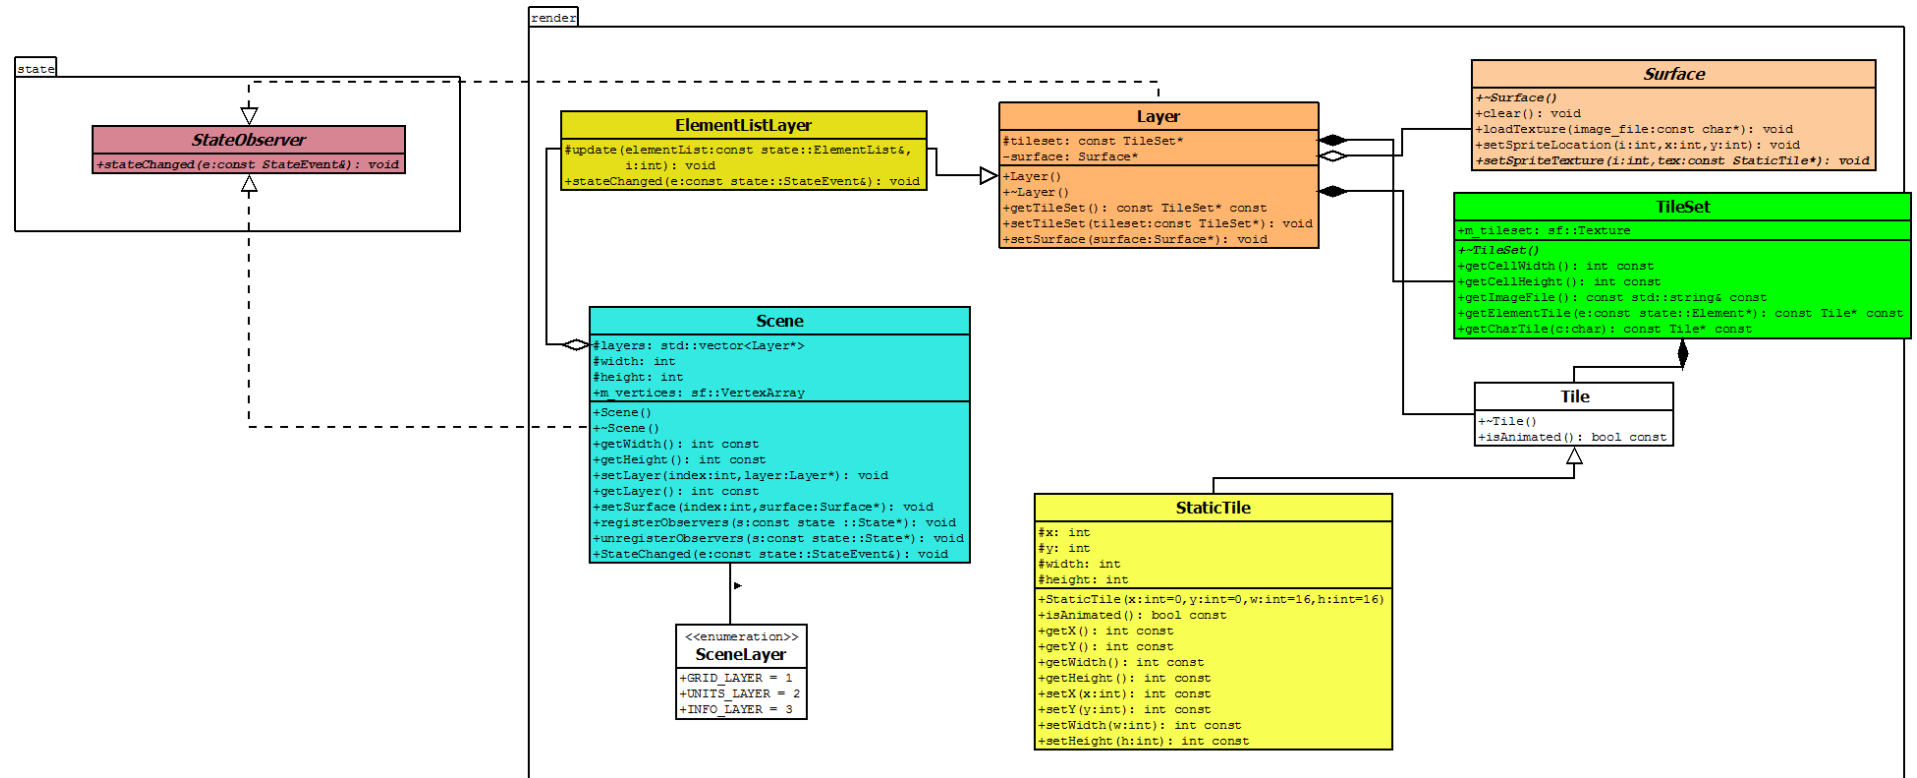 render
state
StateObserver
+stateChanged(e:const StateEvent&): void
ElementListLayer
#update(elementList:const state::ElementList&,
i:int): void
+stateChanged(e:const state::StateEvent&): void
Layer
#tileset: const TileSet*
-surface: Surface*
+Layer()
+~Layer()
+getTileSet(): const TileSet* const
+setTileSet(tileset:const TileSet*): void
+setSurface(surface:Surface*): void
Surface
+~Surface()
+clear(): void
+loadTexture(image_file:const char*): void
+setSpriteLocation(i:int,x:int,y:int): void
+setSpriteTexture(i:int,tex:const StaticTile*): void
TileSet
+m_tileset: sf::Texture
+~TileSet()
+getCellWidth(): int const
+getCellHeight(): int const
+getImageFile(): const std::string& const
+getElementTile(e:const state::Element*): const Tile* const
+getCharTile(c:char): const Tile* const
Scene
#layers: std::vector<Layer*>
#width: int
#height: int
+m_vertices: sf::VertexArray
+Scene()
+~Scene()
+getWidth(): int const
+getHeight(): int const
+setLayer(index:int,layer:Layer*): void
+getLayer(): int const
+setSurface(index:int,surface:Surface*): void
+registerObservers(s:const state ::State*): void
+unregisterObservers(s:const state::State*): void
+StateChanged(e:const state::StateEvent&): void
Tile
+~Tile()
+isAnimated(): bool const
StaticTile
#x: int
#y: int
#width: int
#height: int
+StaticTile(x:int=0,y:int=0,w:int=16,h:int=16)
+isAnimated(): bool const
+getX(): int const
+getY(): int const
+getWidth(): int const
+getHeight(): int const
+setX(x:int): int const
+setY(y:int): int const
+setWidth(w:int): int const
+setHeight(h:int): int const
<<enumeration>>
SceneLayer
+GRID_LAYER = 1
+UNITS_LAYER = 2
+INFO_LAYER = 3